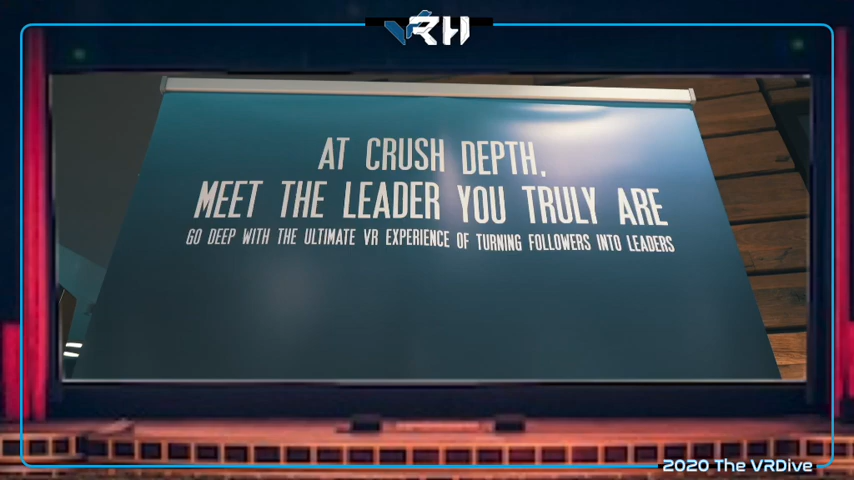 VRH
AT CRUSH DEPTH,
MEET THE LEADER YOU TRULY ARE
GO DEEP WITH THE ULTIMATE VR EXPERIENCE OF TURNING FOLLOWERS INTO LEADERS
2020 The VRDive